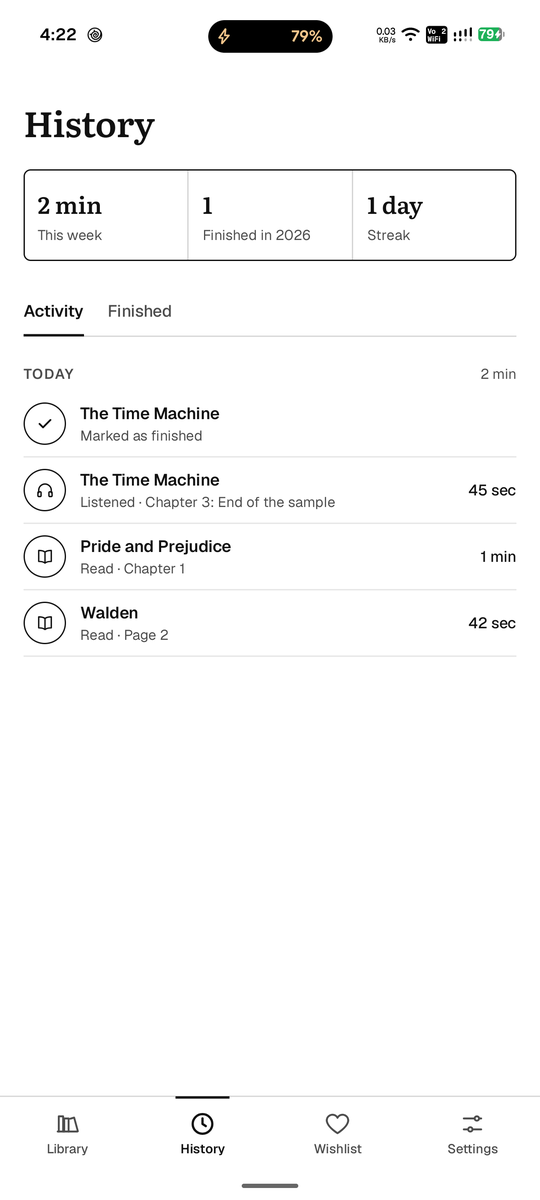 4:22
79%
0.03
KB/s
Vo 2
WiFi
79
History
2 min
This week
1
Finished in 2026
1 day
Streak
Activity
Finished
TODAY
2 min
The Time Machine
Marked as finished
The Time Machine
Listened · Chapter 3: End of the sample
45 sec
Pride and Prejudice
Read · Chapter 1
1 min
Walden
Read · Page 2
42 sec
Library
History
Wishlist
Settings